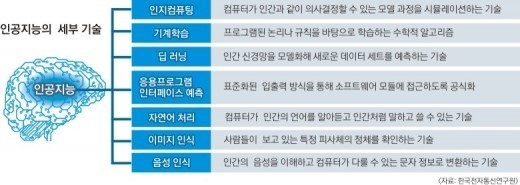 인공지능의 세부 기술
인공지능
인지컴퓨팅
컴퓨터가 인간과 같이 의사결정할 수 있는 모델 과정을 시뮬레이션하는 기술
기계학습
프로그램된 논리나 규칙을 바탕으로 학습하는 수학적 알고리즘
딥 러닝
인간 신경망을 모델화해 새로운 데이터 세트를 예측하는 기술
응용프로그램
인터페이스 예측
표준화된 입출력 방식을 통해 소프트웨어 모듈에 접근하도록 공식화
자연어 처리
컴퓨터가 인간의 언어를 알아듣고 인간처럼 말하고 쓸 수 있는 기술
이미지 인식
사람들이 보고 있는 특정 피사체의 정체를 확인하는 기술
음성 인식
인간의 음성을 이해하고 컴퓨터가 다룰 수 있는 문자 정보로 변환하는 기술
(자료: 한국전자통신연구원)